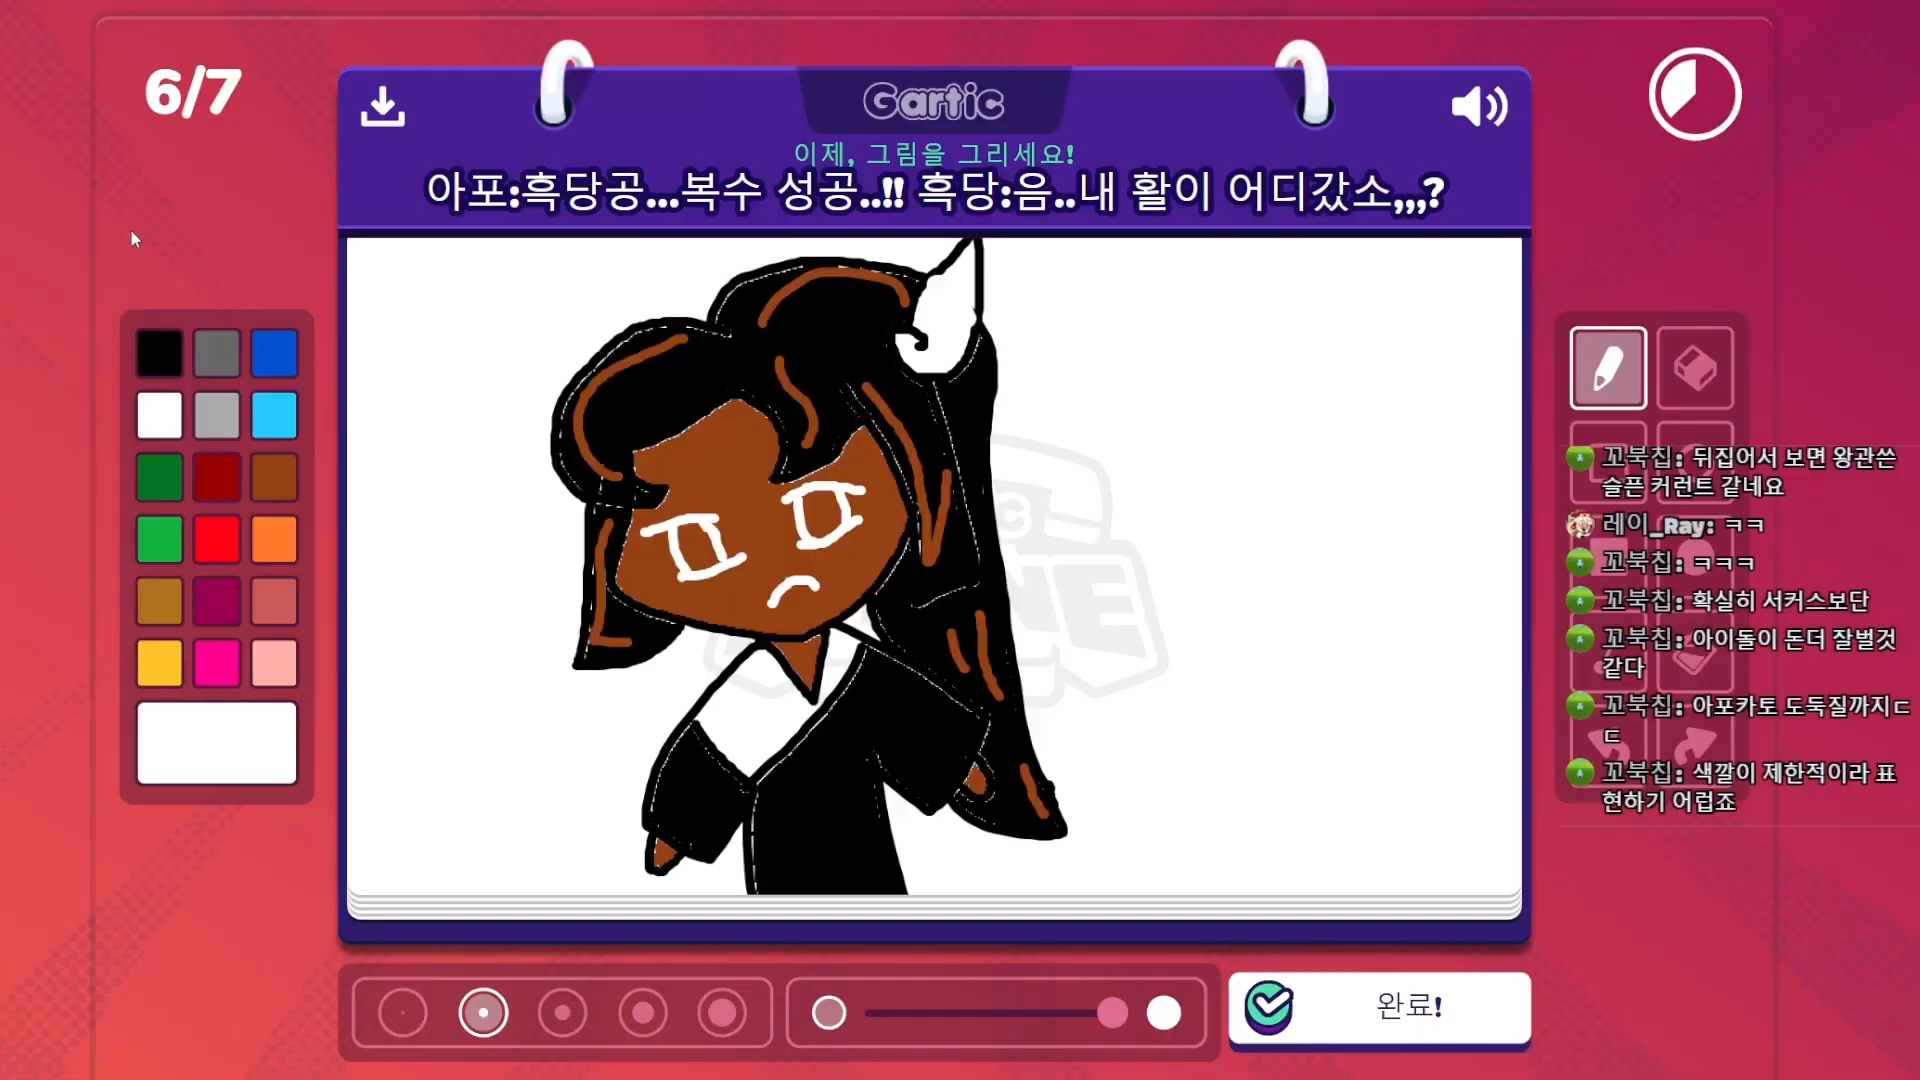 6/7
Gartic
이제, 그림을 그리세요!
아포:흑당공...복수 성공..!! 흑당:음..내 활이 어디갔소,,,?
꼬북칩: 뒤집어서 보면 왕관쓴
슬픈 커런트 같네요
레이_Ray: ㅋㅋ
꼬북칩: ㅋㅋㅋ
꼬북칩: 확실히 서커스보단
꼬북칩: 아이돌이 돈더 잘벌것
같다
꼬북칩: 아포카토 도둑질까지ㄷ
ㄷ
꼬북칩: 색깔이 제한적이라 표
현하기 어렵죠
완료!